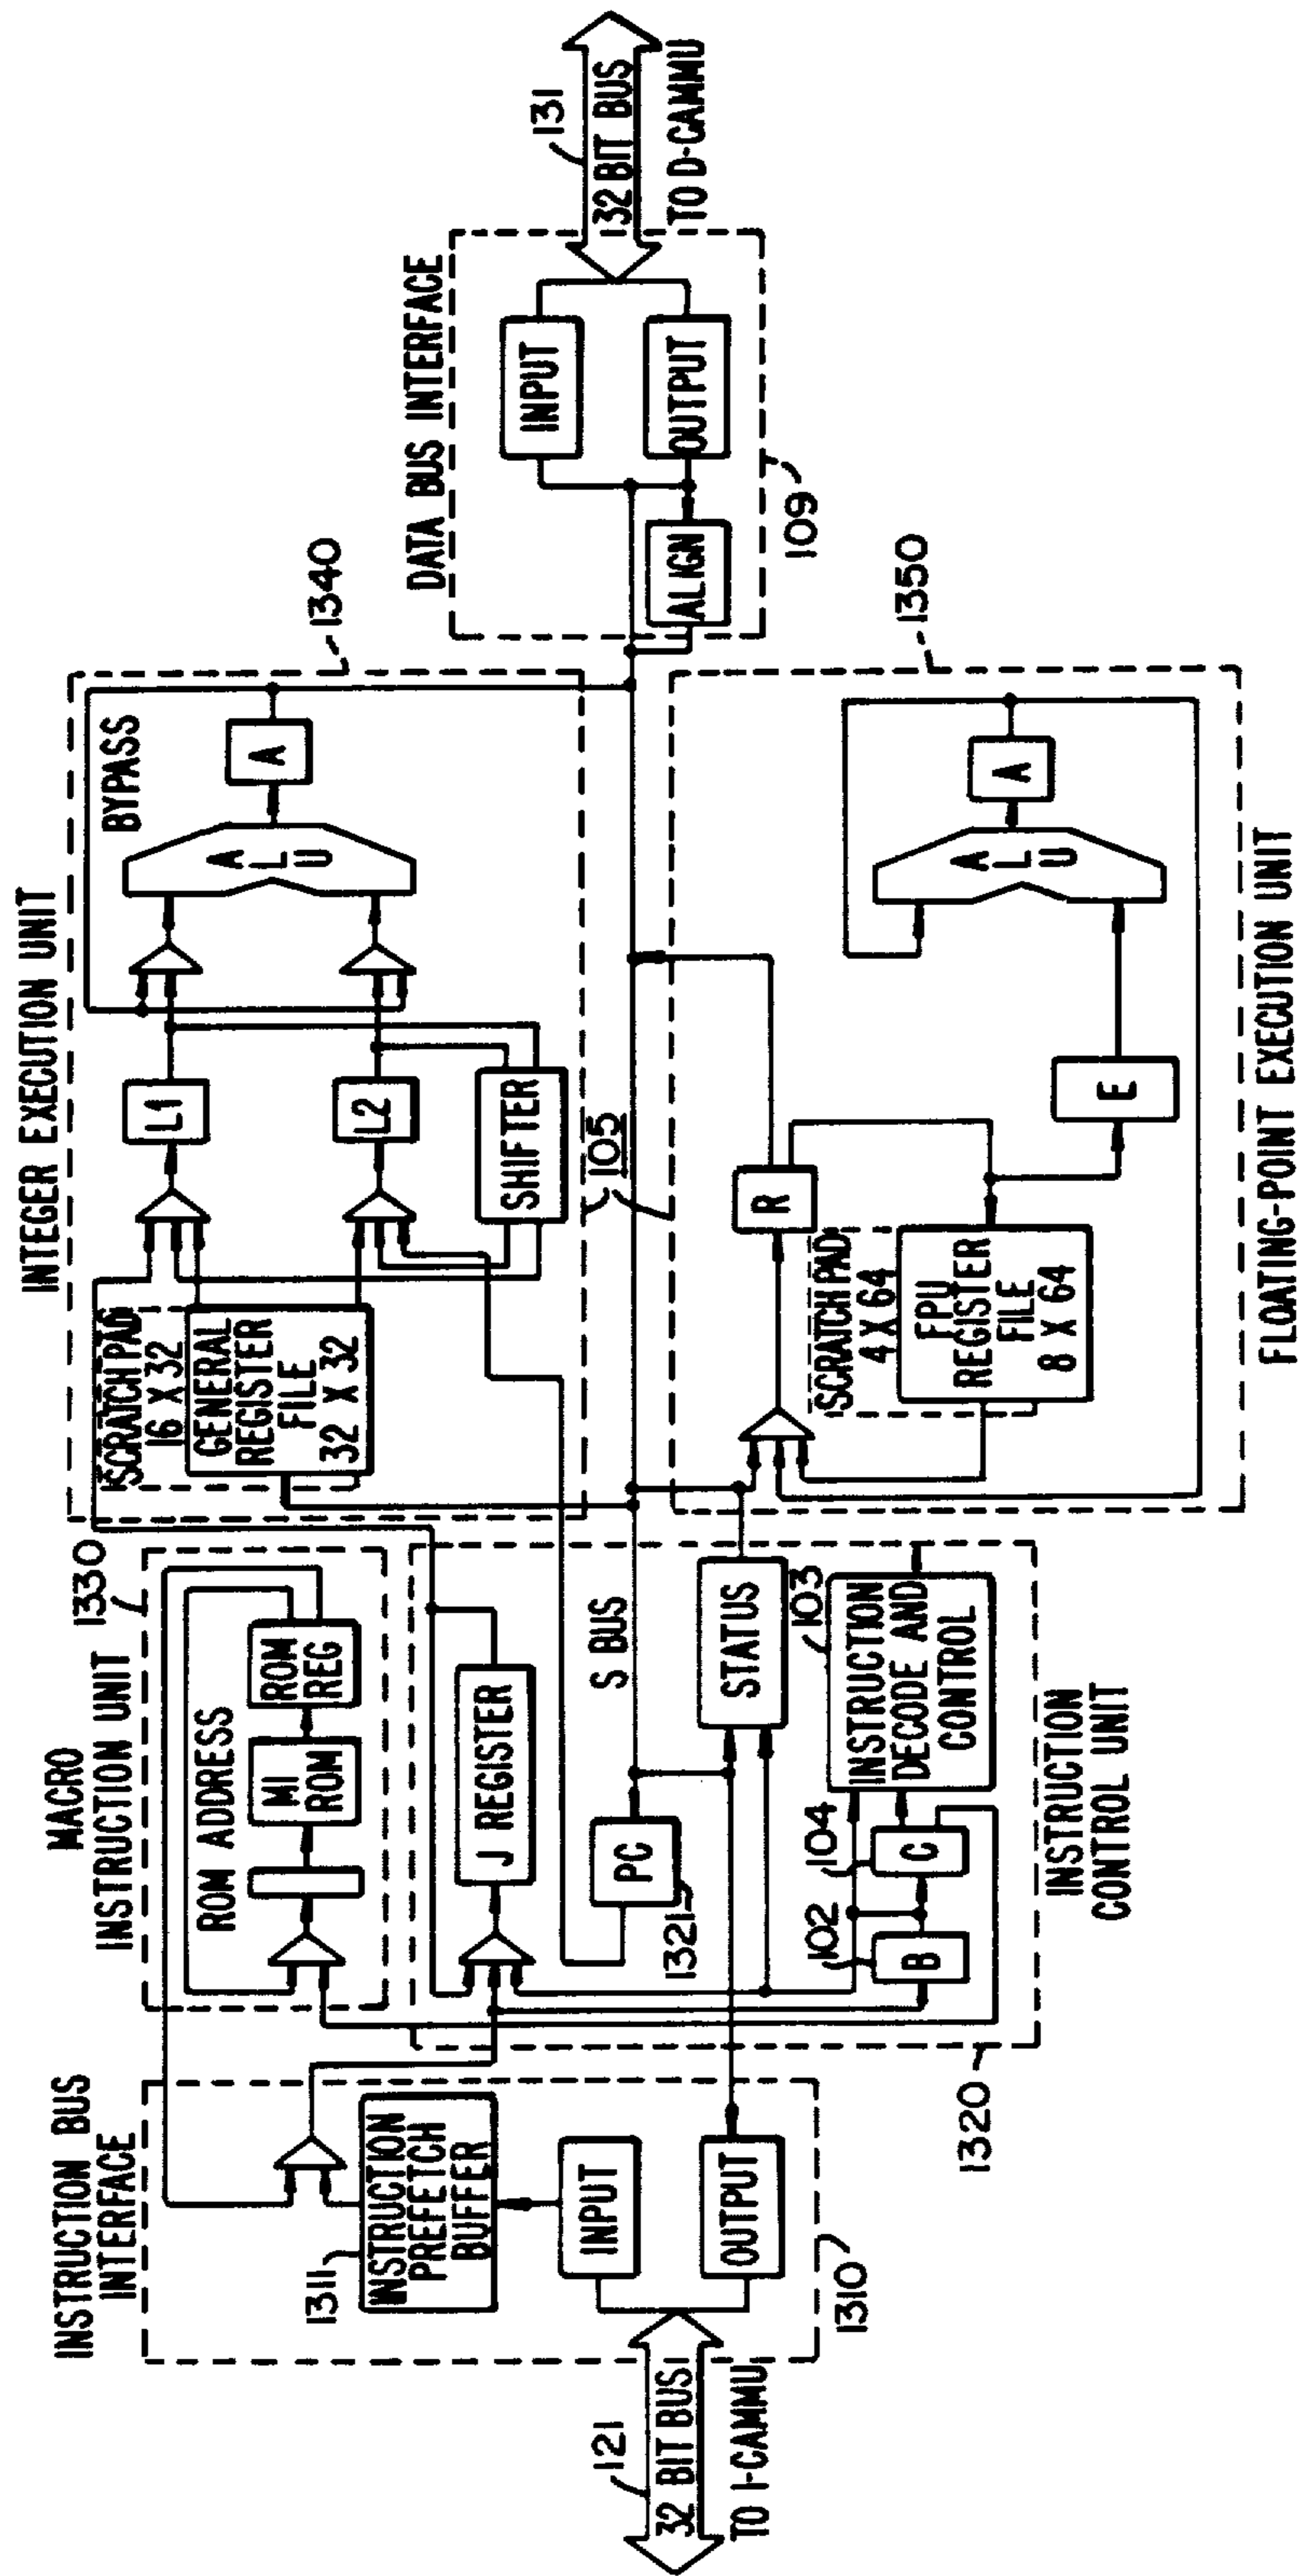 INSTRUCTION BUS
INTERFACE
121
32 BIT BUS
TO I-CAMMU
1311
INSTRUCTION
PREFETCH
BUFFER
INPUT
OUTPUT
1310
MACRO
INSTRUCTION UNIT
1330
ROM ADDRESS
MI
ROM
ROM
REG
J REGISTER
PC
1321
S BUS
STATUS
102
B
104
C
103
INSTRUCTION
DECODE AND
CONTROL
1320
INSTRUCTION
CONTROL UNIT
INTEGER EXECUTION UNIT
SCRATCH PAD
16 X 32
GENERAL
REGISTER
FILE
32 X 32
L1
L2
SHIFTER
BYPASS
ALU
A
1340
105
SCRATCH PAD
4 X 64
FPU
REGISTER
FILE
8 X 64
R
E
ALU
A
1350
FLOATING-POINT EXECUTION UNIT
DATA BUS INTERFACE
INPUT
OUTPUT
ALIGN
109
131
32 BIT BUS
TO D-CAMMU